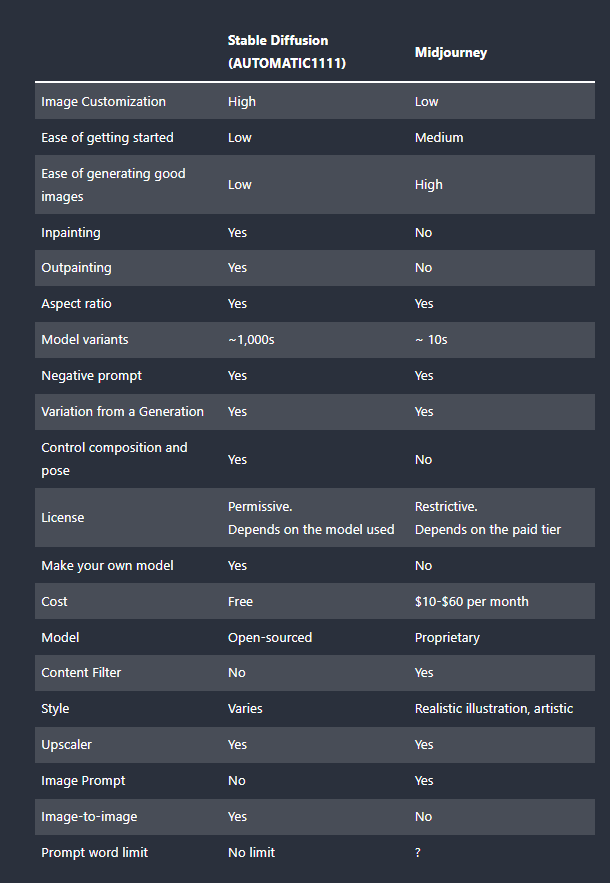 Stable Diffusion
(AUTOMATIC1111)
Midjourney
Image Customization High Low
Ease of getting started Low Medium
Ease of generating good
images
Low High
Inpainting Yes No
Outpainting Yes No
Aspect ratio Yes Yes
Model variants ~1,000s ~ 10s
Negative prompt Yes Yes
Variation from a Generation Yes Yes
Control composition and
pose
Yes No
License
Permissive.
Depends on the model used
Restrictive.
Depends on the paid tier
Make your own model Yes No
Cost Free $10-$60 per month
Model Open-sourced Proprietary
Content Filter No Yes
Style Varies Realistic illustration, artistic
Upscaler Yes Yes
Image Prompt No Yes
Image-to-image Yes No
Prompt word limit No limit ?